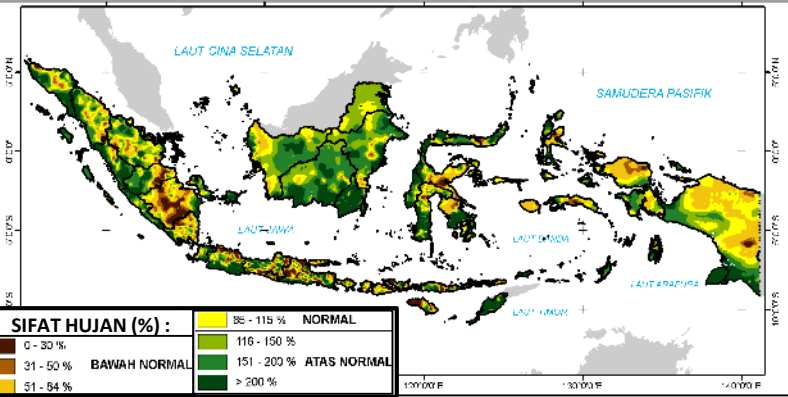 LAUT CINA SELATAN
SAMUDERA PASIFIK
LAUT JAWA
LAUT BANDA
LAUT ARAFURA
LAUT TIMOR
SIFAT HUJAN (%) :
0 - 30 %
31 - 50 % BAWAH NORMAL
51 - 84 %
85 - 115 % NORMAL
116 - 150 %
151 - 200 % ATAS NORMAL
> 200 %
120°0'0"E
130°0'0"E
140°0'0"E